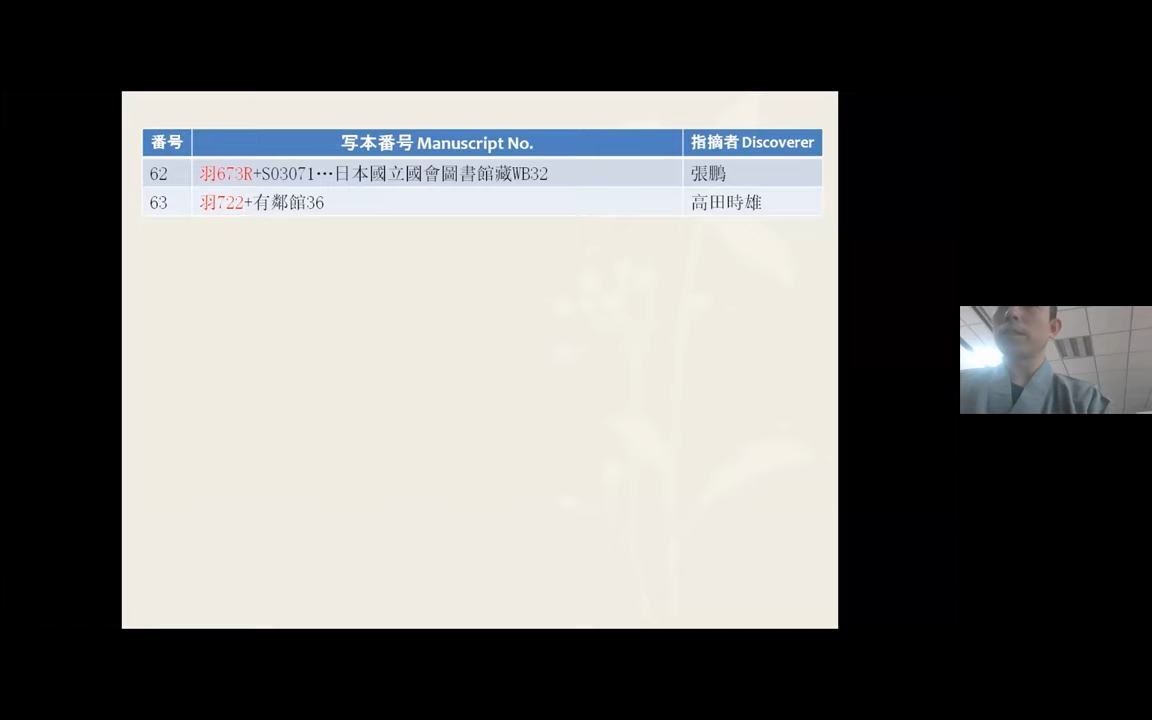 番号 写本番号 Manuscript No. 指摘者 Discoverer
62 羽673R+S03071…日本國立國會圖書館藏WB32 張鵬
63 羽722+有鄰館36 高田時雄